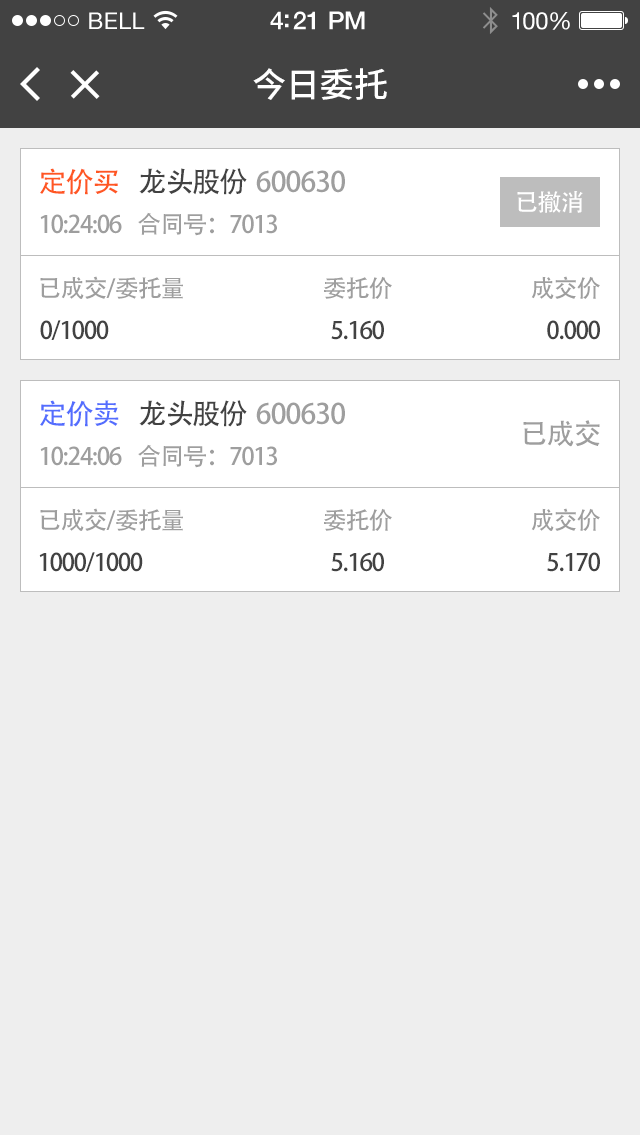 BELL 4:21 PM 100%
今日委托
定价买 龙头股份 600630
10:24:06 合同号：7013
已撤消
已成交/委托量 委托价 成交价
0/1000 5.160 0.000
定价卖 龙头股份 600630
10:24:06 合同号：7013
已成交
已成交/委托量 委托价 成交价
1000/1000 5.160 5.170